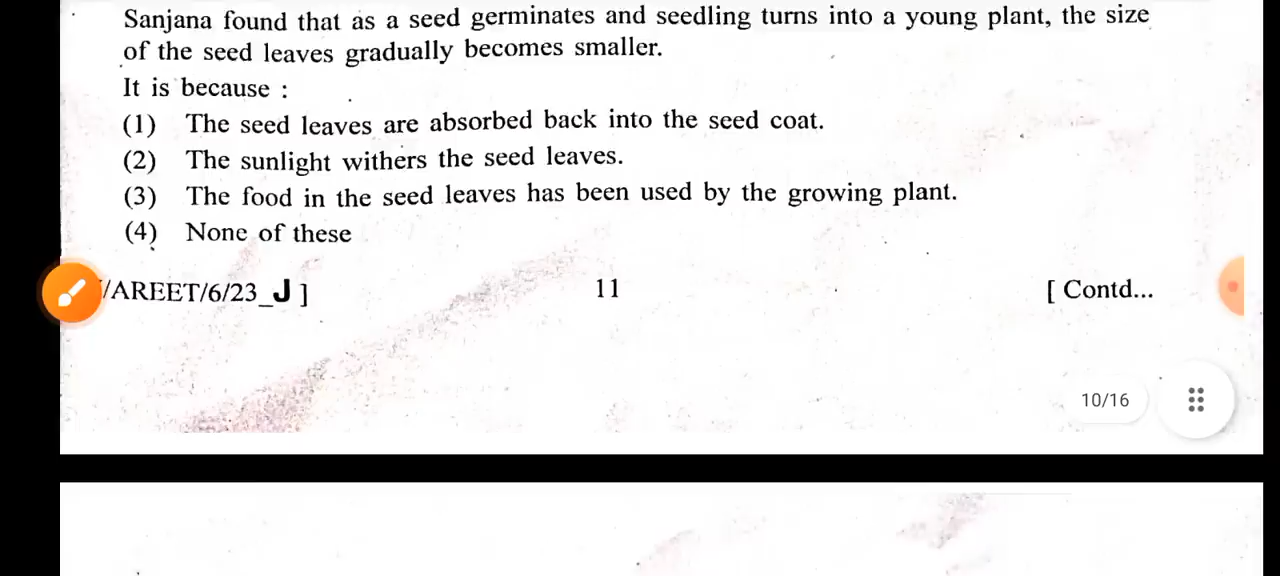 Sanjana found that as a seed germinates and seedling turns into a young plant, the size
of the seed leaves gradually becomes smaller.
It is because :
(1) The seed leaves are absorbed back into the seed coat.
(2) The sunlight withers the seed leaves.
(3) The food in the seed leaves has been used by the growing plant.
(4) None of these
/AREET/6/23_J ] 11 [ Contd...
10/16